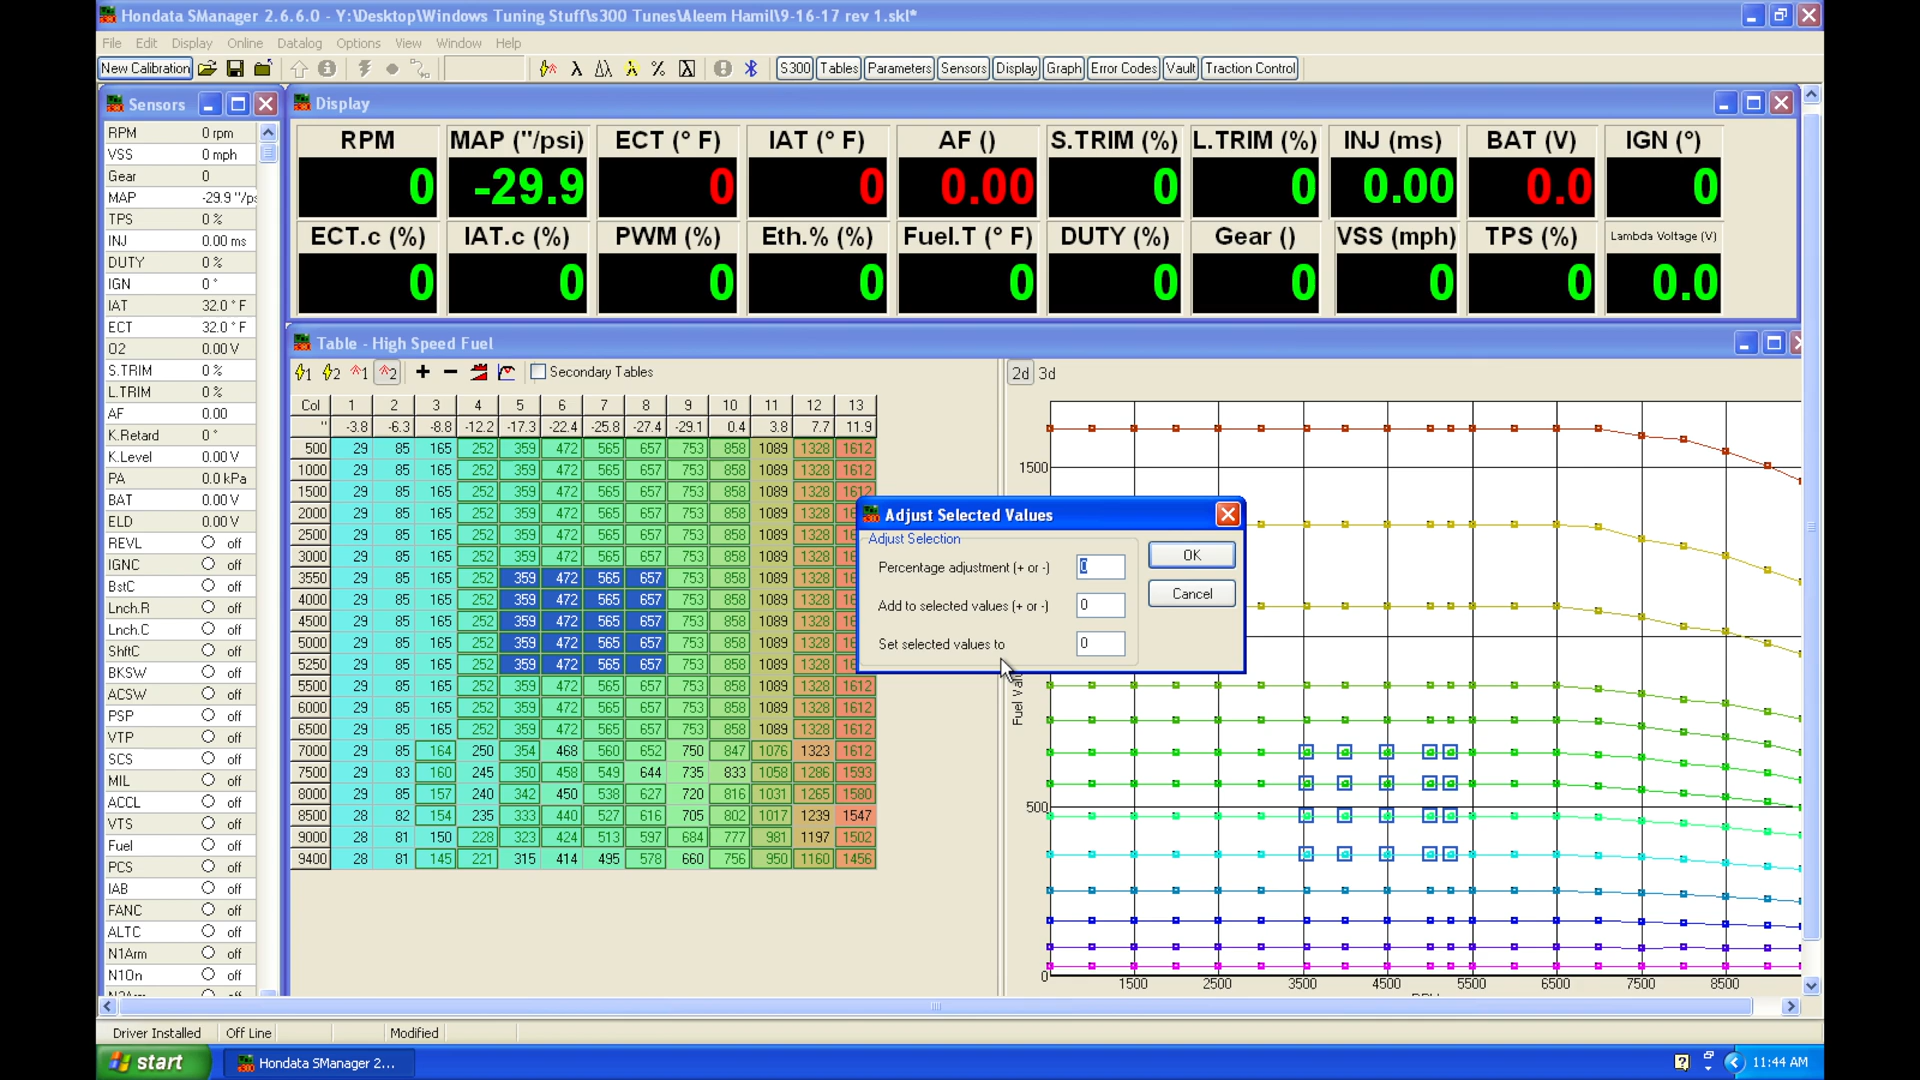 Hondata SManager 2.6.6.0 - Y:\Desktop\Windows Tuning Stuff\s300 Tunes\Aleem Hamil\9-16-17 rev 1.skl*
File Edit Display Online Datalog Options View Window Help
New Calibration S300 Tables Parameters Sensors Display Graph Error Codes Vault Traction Control
Sensors
RPM 0 rpm
VSS 0 mph
Gear 0
MAP -29.9 "/ps
TPS 0 %
INJ 0.00 ms
DUTY 0 %
IGN 0 °
IAT 32.0 ° F
ECT 32.0 ° F
O2 0.00 V
S.TRIM 0 %
L.TRIM 0 %
AF 0.00
K.Retard 0 °
K.Level 0.00 V
PA 0.0 kPa
BAT 0.00 V
ELD 0.00 V
REVL off
IGNC off
BstC off
Lnch.R off
Lnch.C off
ShftC off
BKSW off
ACSW off
PSP off
VTP off
SCS off
MIL off
ACCL off
VTS off
Fuel off
PCS off
IAB off
FANC off
ALTC off
N1Arm off
N1On off
Display
RPM MAP ("/psi) ECT (° F) IAT (° F) AF () S.TRIM (%) L.TRIM (%) INJ (ms) BAT (V) IGN (°)
0 -29.9 0 0 0.00 0 0 0.00 0.0 0
ECT.c (%) IAT.c (%) PWM (%) Eth.% (%) Fuel.T (° F) DUTY (%) Gear () VSS (mph) TPS (%) Lambda Voltage (V)
0 0 0 0 0 0 0 0 0 0.0
Table - High Speed Fuel
1 2 1 2 + - Secondary Tables
Col 1 2 3 4 5 6 7 8 9 10 11 12 13
" -3.8 -6.3 -8.8 -12.2 -17.3 -22.4 -25.8 -27.4 -29.1 0.4 3.8 7.7 11.9
500 29 85 165 252 359 472 565 657 753 858 1089 1328 1612
1000 29 85 165 252 359 472 565 657 753 858 1089 1328 1612
1500 29 85 165 252 359 472 565 657 753 858 1089 1328 1612
2000 29 85 165 252 359 472 565 657 753 858 1089 1328
2500 29 85 165 252 359 472 565 657 753 858 1089 1328
3000 29 85 165 252 359 472 565 657 753 858 1089 1328
3550 29 85 165 252 359 472 565 657 753 858 1089 1328
4000 29 85 165 252 359 472 565 657 753 858 1089 1328
4500 29 85 165 252 359 472 565 657 753 858 1089 1328
5000 29 85 165 252 359 472 565 657 753 858 1089 1328
5250 29 85 165 252 359 472 565 657 753 858 1089 1328
5500 29 85 165 252 359 472 565 657 753 858 1089 1328 1612
6000 29 85 165 252 359 472 565 657 753 858 1089 1328 1612
6500 29 85 165 252 359 472 565 657 753 858 1089 1328 1612
7000 29 85 164 250 354 468 560 652 750 847 1076 1323 1612
7500 29 83 160 245 350 458 549 644 735 833 1058 1286 1593
8000 29 85 157 240 342 450 538 627 720 816 1031 1265 1580
8500 28 82 154 235 333 440 527 616 705 802 1017 1239 1547
9000 28 81 150 228 323 424 513 597 684 777 981 1197 1502
9400 28 81 145 221 315 414 495 578 660 756 950 1160 1456
Adjust Selected Values
Adjust Selection
Percentage adjustment (+ or -) 0 OK
Add to selected values (+ or -) 0 Cancel
Set selected values to 0
2d 3d
1500
500
0
1500 2500 3500 4500 5500 6500 7500 8500
Driver Installed Off Line Modified
start Hondata SManager 2... 11:44 AM